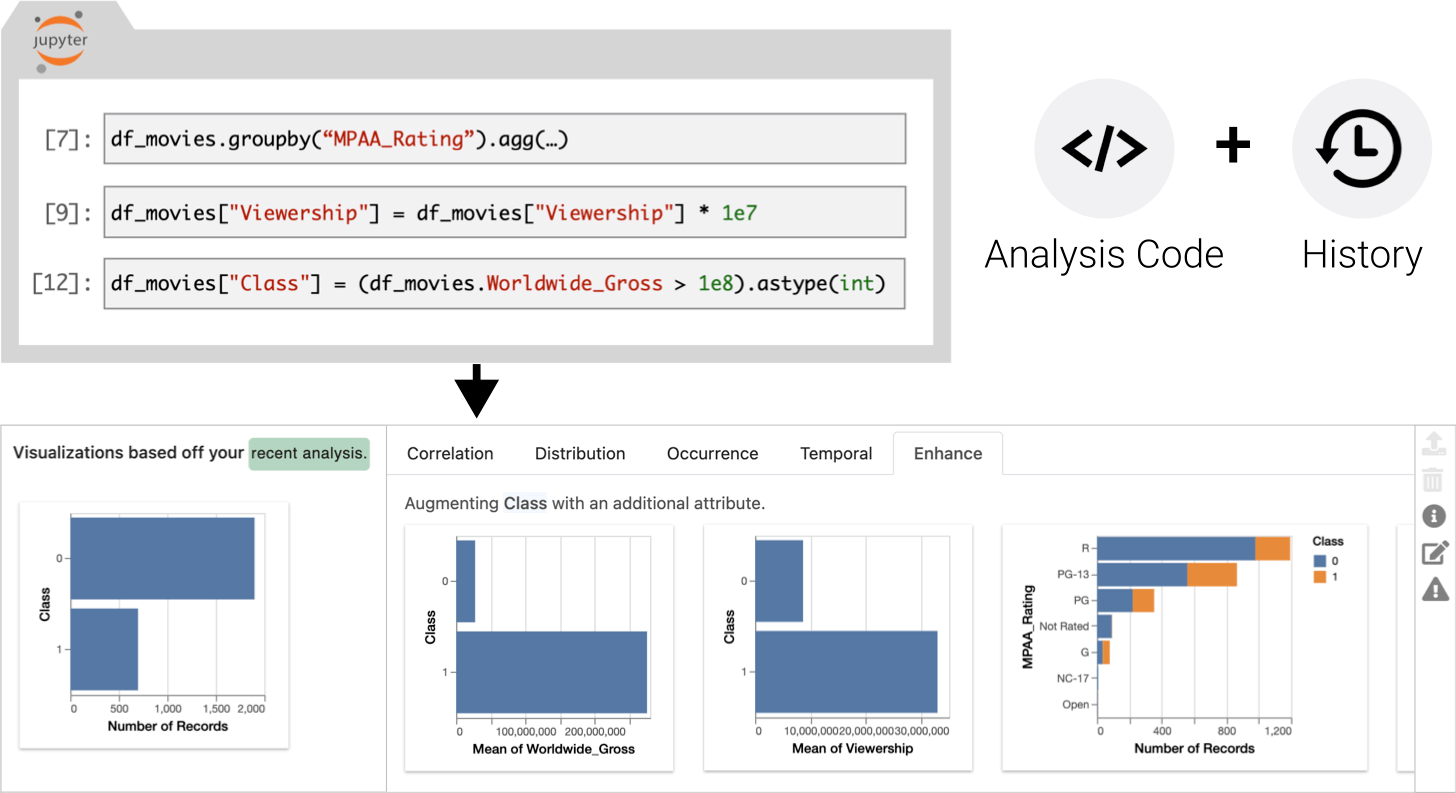 jupyter
[7]: df_movies.groupby(“MPAA_Rating”).agg(…)
[9]: df_movies["Viewership"] = df_movies["Viewership"] * 1e7
[12]: df_movies["Class"] = (df_movies.Worldwide_Gross > 1e8).astype(int)
</>
+
Analysis Code
History
Visualizations based off your recent analysis.
Correlation
Distribution
Occurrence
Temporal
Enhance
Augmenting Class with an additional attribute.
Class
0
1
0 500 1,000 1,500 2,000
Number of Records
Class
0
1
0 100,000,000 200,000,000
Mean of Worldwide_Gross
Class
0
1
0 10,000,000 20,000,000 30,000,000
Mean of Viewership
MPAA_Rating
R
PG-13
PG
Not Rated
G
NC-17
Open
0 400 800 1,200
Number of Records
Class
0
1